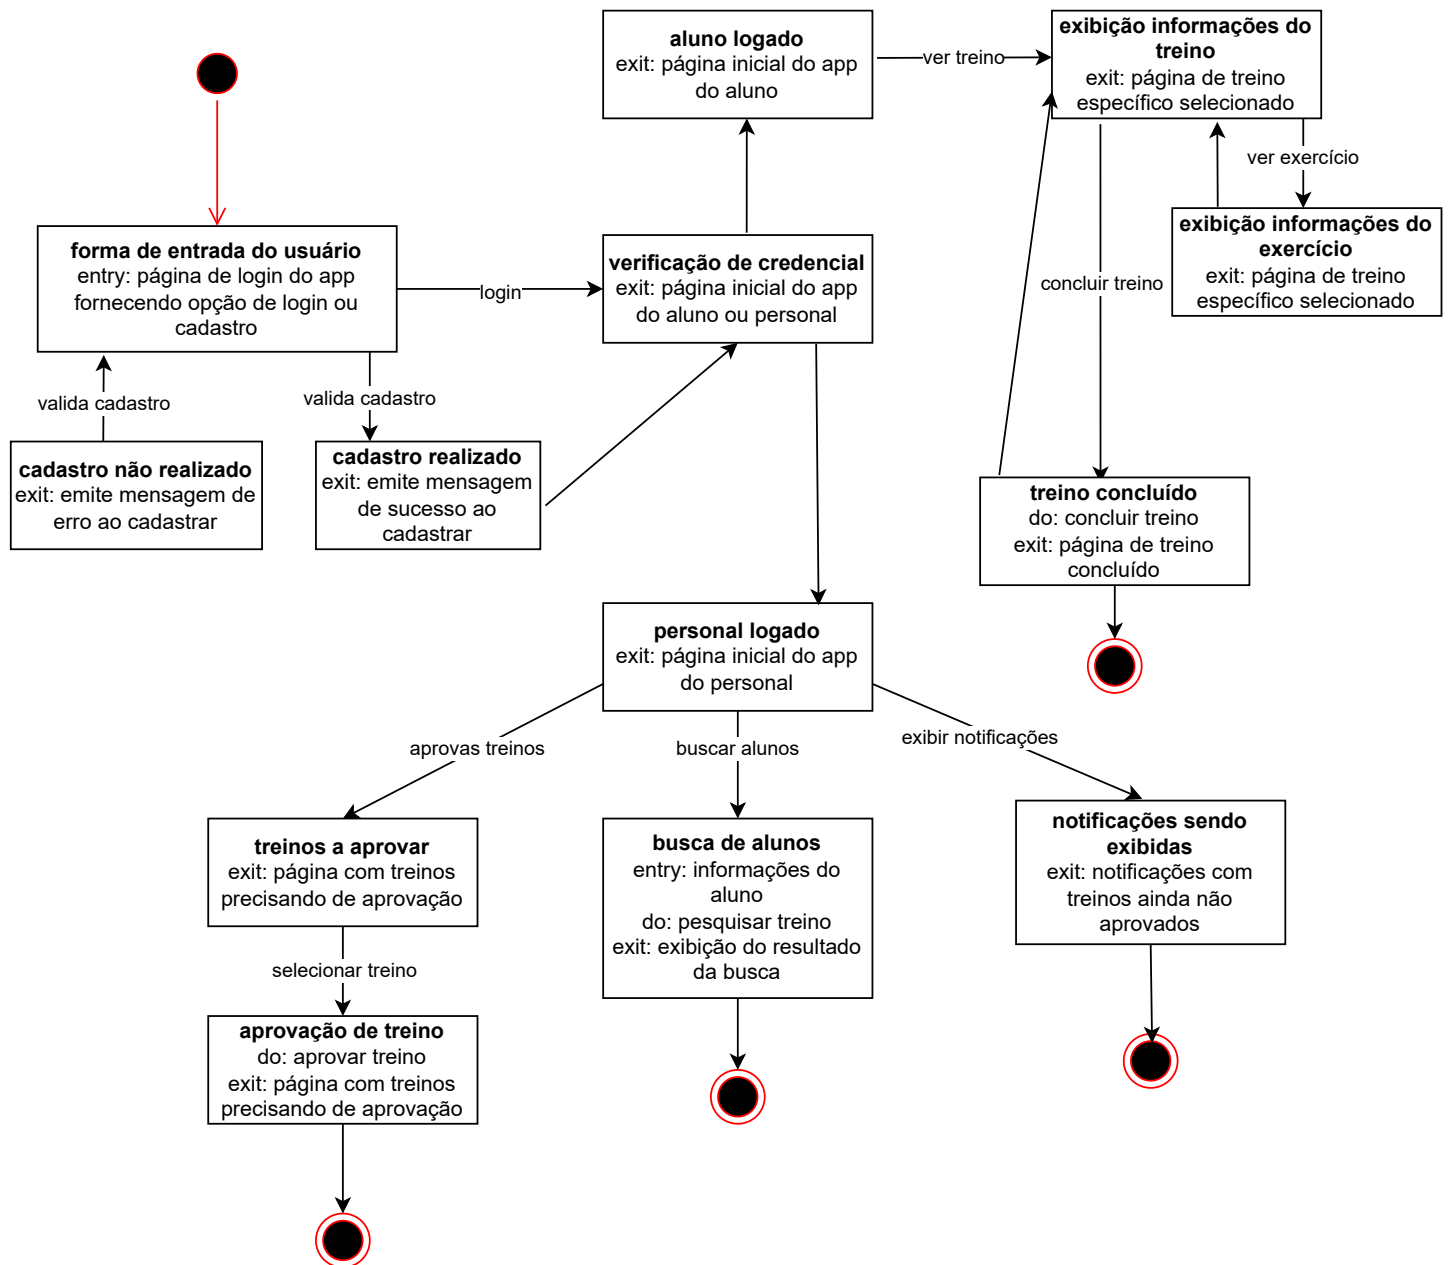 aluno logado
exit: página inicial do app
do aluno
ver treino
exibição informações do
treino
exit: página de treino
específico selecionado
ver exercício
exibição informações do
exercício
exit: página de treino
específico selecionado
forma de entrada do usuário
entry: página de login do app
fornecendo opção de login ou
cadastro
login
verificação de credencial
exit: página inicial do app
do aluno ou personal
concluir treino
valida cadastro
valida cadastro
cadastro não realizado
exit: emite mensagem de
erro ao cadastrar
cadastro realizado
exit: emite mensagem
de sucesso ao
cadastrar
treino concluído
do: concluir treino
exit: página de treino
concluído
personal logado
exit: página inicial do app
do personal
aprovas treinos
buscar alunos
exibir notificações
treinos a aprovar
exit: página com treinos
precisando de aprovação
busca de alunos
entry: informações do
aluno
do: pesquisar treino
exit: exibição do resultado
da busca
notificações sendo
exibidas
exit: notificações com
treinos ainda não
aprovados
selecionar treino
aprovação de treino
do: aprovar treino
exit: página com treinos
precisando de aprovação